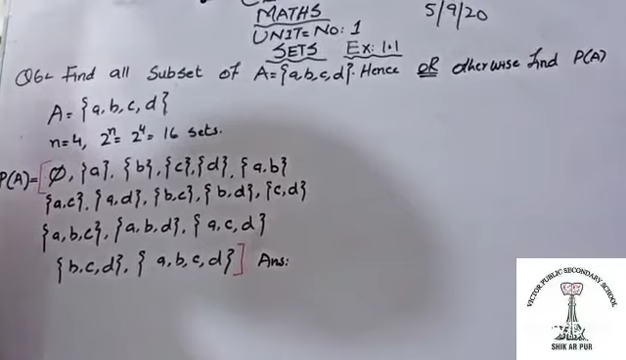 MATHS
5/9/20
UNIT= No: 1
SETS Ex: 1.1
Q6= Find all Subset of A={a,b,c,d}. Hence OR otherwise find P(A)
A= {a,b,c,d}
n=4, 2ⁿ= 2⁴= 16 sets.
P(A)=[∅, {a}, {b}, {c}, {d}, {a,b}
{a,c}, {a,d}, {b,c}, {b,d}, {c,d}
{a,b,c}, {a,b,d}, {a,c,d}
{b,c,d}, {a,b,c,d}] Ans:
VICTOR PUBLIC SECONDARY SCHOOL
SHIKARPUR